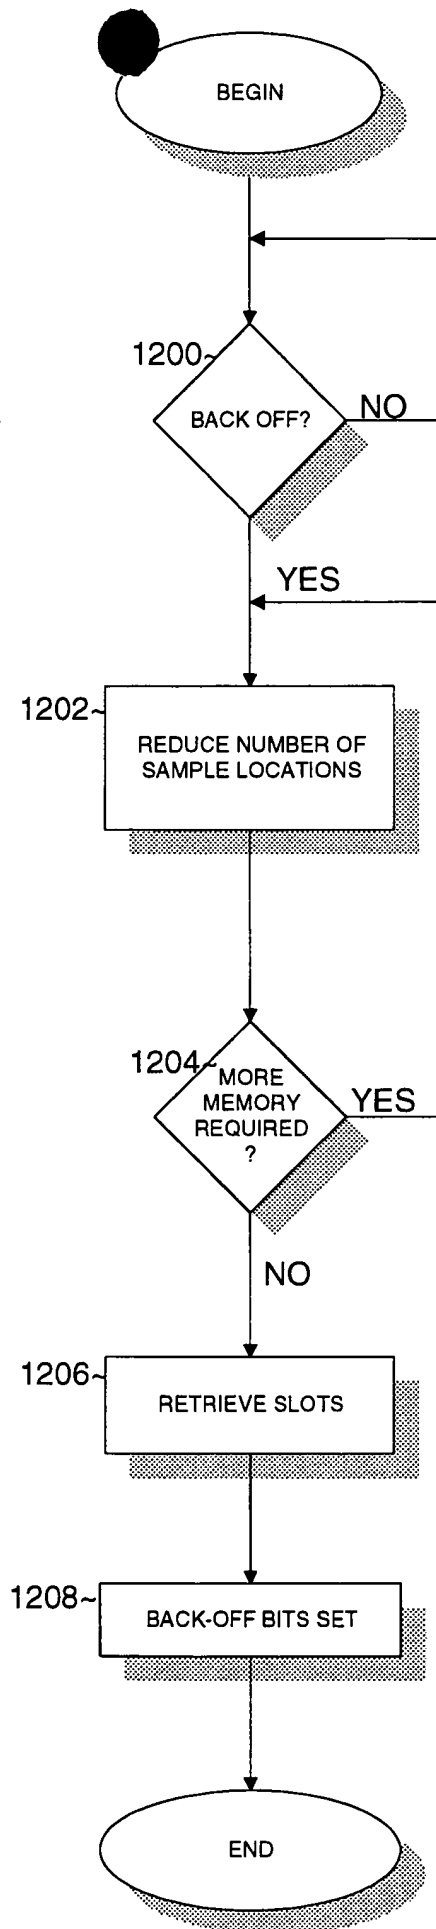 BEGIN
1200~
BACK OFF?
NO
YES
1202~
REDUCE NUMBER OF
SAMPLE LOCATIONS
1204~
MORE
MEMORY
REQUIRED
?
YES
NO
1206~
RETRIEVE SLOTS
1208~
BACK-OFF BITS SET
END